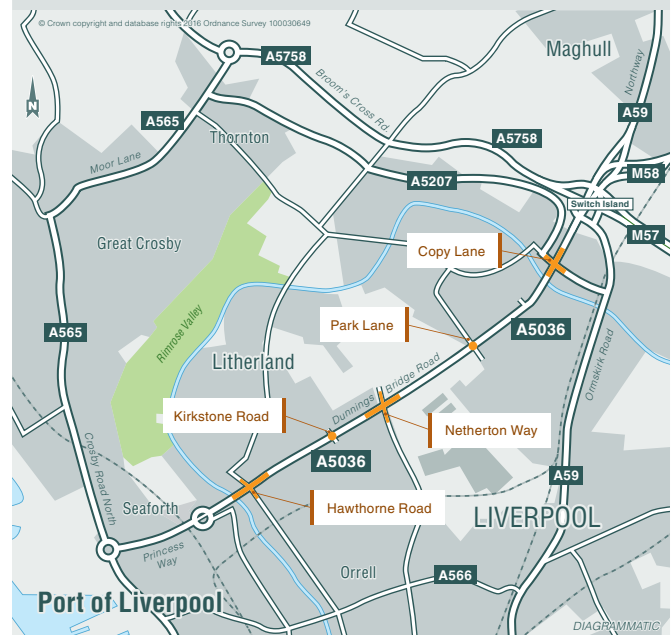 © Crown copyright and database rights 2016 Ordnance Survey 100030649
Maghull
A5758
Northway
Broom's Cross Rd.
A59
A565
Thornton
A5758
M58
Moor Lane
A5207
Switch Island
N
M57
Great Crosby
Copy Lane
Park Lane
A5036
A565
Rimrose Valley
Litherland
Ormskirk Road
Dunnings Bridge Road
Kirkstone Road
Netherton Way
A5036
Crosby Road North
A59
Seaforth
Hawthorne Road
LIVERPOOL
Princess
Way
Orrell
A566
Port of Liverpool
DIAGRAMMATIC